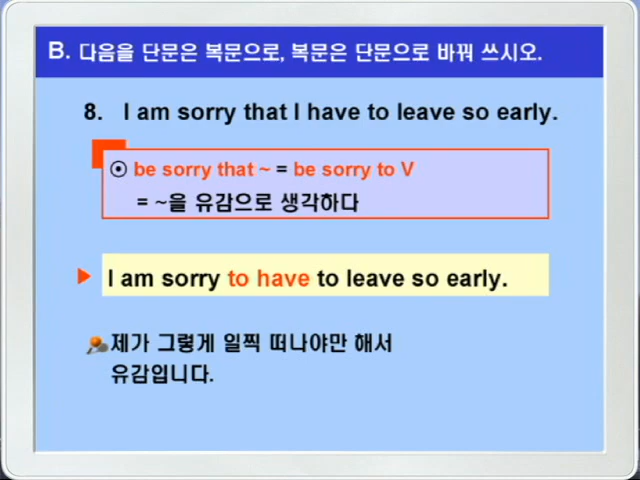 B. 다음을 단문은 복문으로, 복문은 단문으로 바꿔 쓰시오.
8. I am sorry that I have to leave so early.
⊙ be sorry that ~ = be sorry to V
= ~을 유감으로 생각하다
▶ I am sorry to have to leave so early.
제가 그렇게 일찍 떠나야만 해서
유감입니다.